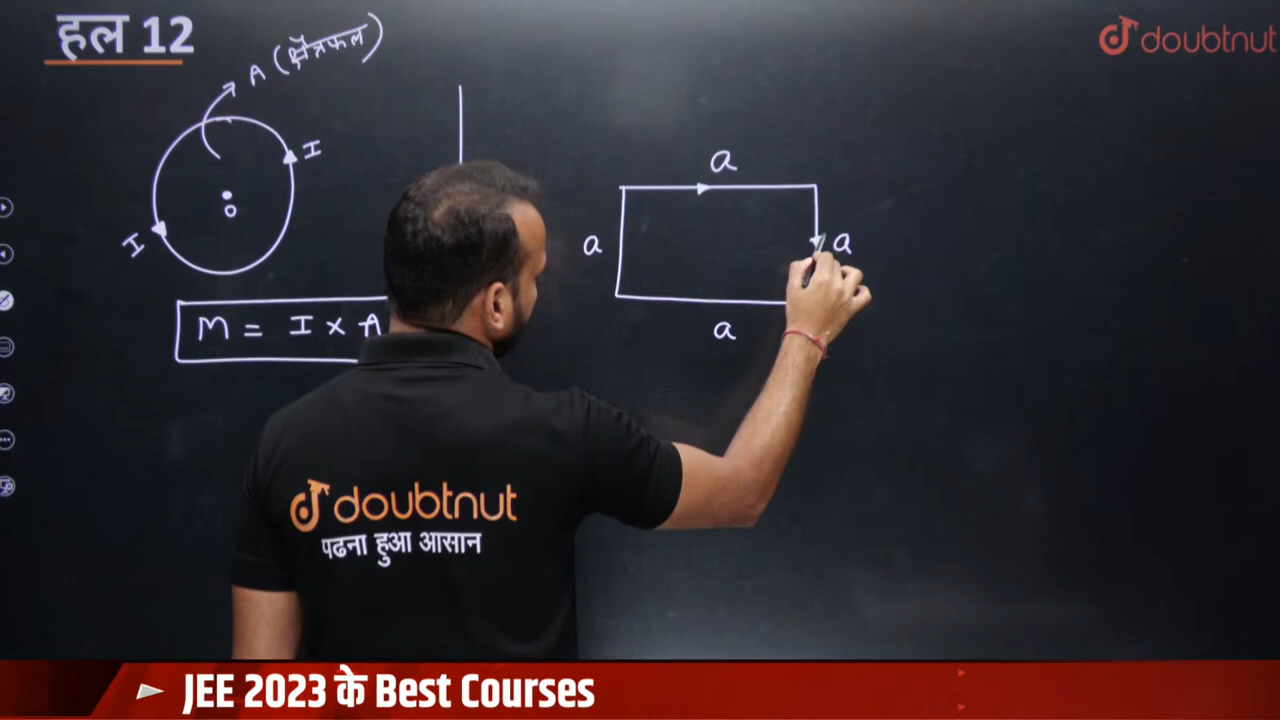 हल 12
doubtnut
A (क्षेत्रफल)
I
O
I
M = I × A
a
a
a
a
doubtnut
पढना हुआ आसान
JEE 2023 के Best Courses